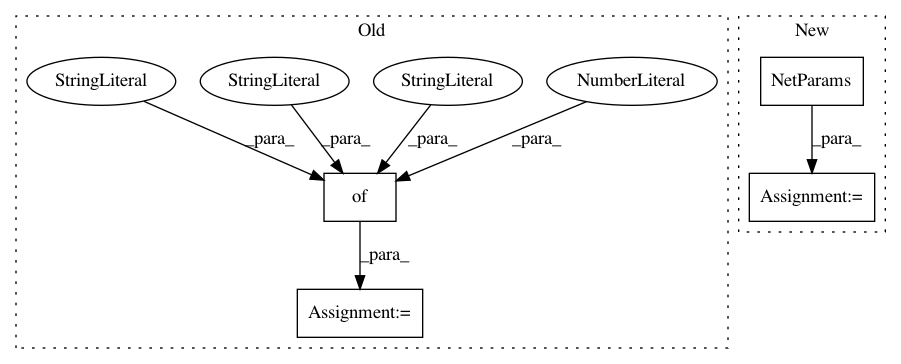 Old
New
StringLiteral
StringLiteral
StringLiteral
NumberLiteral
NetParams
_para_
_para_
_para_
_para_
_para_
of
Assignment:=
_para_
Assignment:=